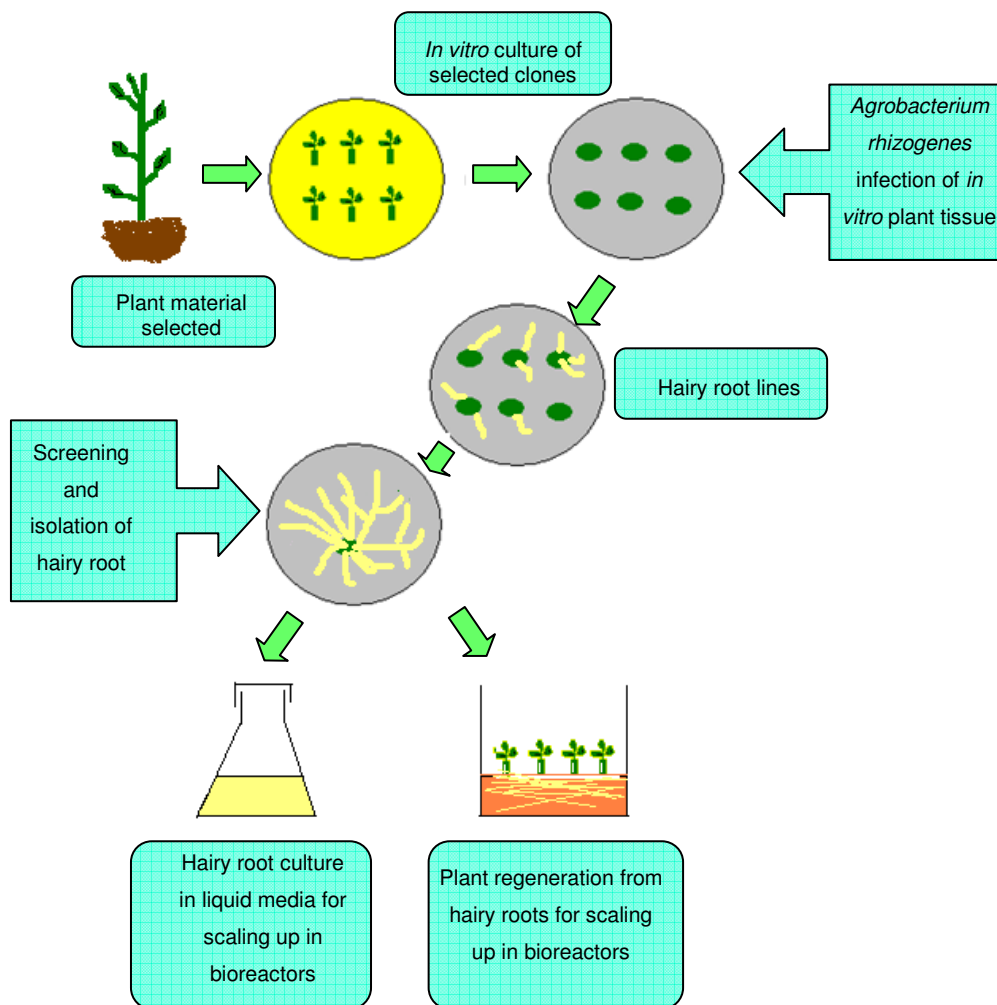 In vitro culture of
selected clones
Agrobacterium
rhizogenes
infection of in
vitro plant tissue
Plant material
selected
Hairy root lines
Screening
and
isolation of
hairy root
Hairy root culture
in liquid media for
scaling up in
bioreactors
Plant regeneration from
hairy roots for scaling
up in bioreactors